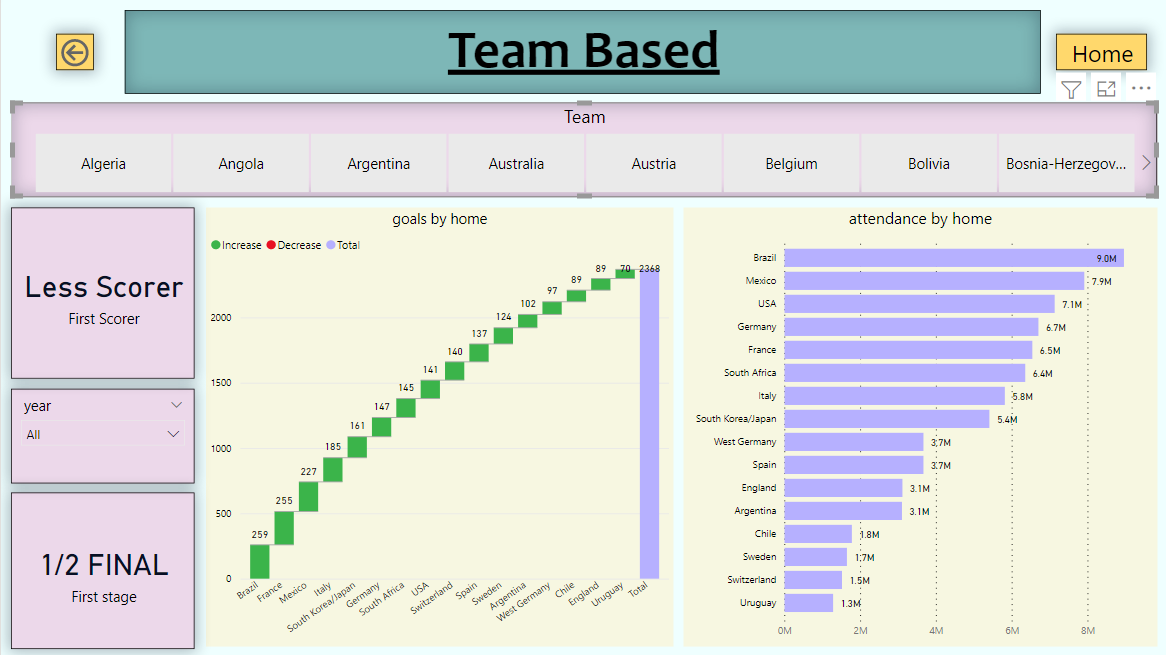 Team Based
Home
Team
Algeria
Angola
Argentina
Australia
Austria
Belgium
Bolivia
Bosnia-Herzegov...
Less Scorer
First Scorer
year
All
1/2 FINAL
First stage
goals by home
Increase Decrease Total
2000
1500
1000
500
0
259
255
227
185
161
147
145
141
140
137
124
102
97
89
89
70
2368
Brazil
France
Mexico
Italy
South Korea/Japan
Germany
South Africa
USA
Switzerland
Spain
Sweden
Argentina
West Germany
Chile
England
Uruguay
Total
attendance by home
Brazil 9.0M
Mexico 7.9M
USA 7.1M
Germany 6.7M
France 6.5M
South Africa 6.4M
Italy 5.8M
South Korea/Japan 5.4M
West Germany 3.7M
Spain 3.7M
England 3.1M
Argentina 3.1M
Chile 1.8M
Sweden 1.7M
Switzerland 1.5M
Uruguay 1.3M
0M 2M 4M 6M 8M